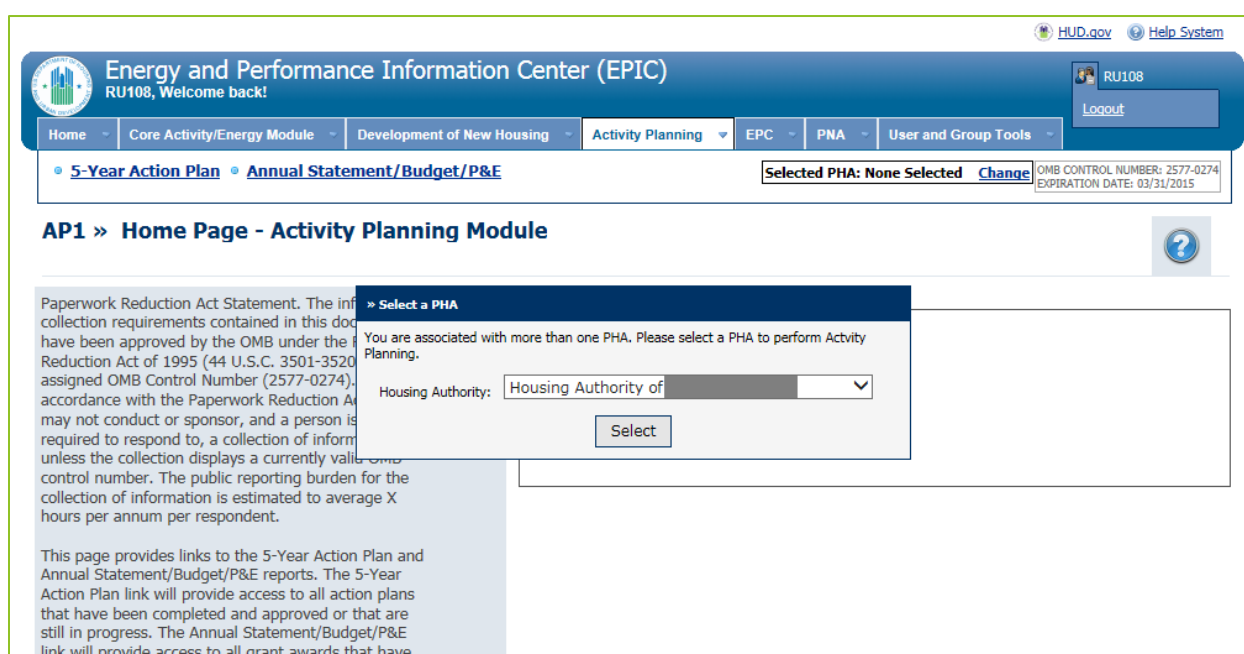 HUD.gov Help System
Energy and Performance Information Center (EPIC)
RU108, Welcome back!
RU108
Logout
Home Core Activity/Energy Module Development of New Housing Activity Planning EPC PNA User and Group Tools
5-Year Action Plan Annual Statement/Budget/P&E
Selected PHA: None Selected Change
OMB CONTROL NUMBER: 2577-0274
EXPIRATION DATE: 03/31/2015
AP1 » Home Page - Activity Planning Module
Paperwork Reduction Act Statement. The inf
collection requirements contained in this doc
have been approved by the OMB under the
Reduction Act of 1995 (44 U.S.C. 3501-3520
assigned OMB Control Number (2577-0274).
accordance with the Paperwork Reduction A
may not conduct or sponsor, and a person is
required to respond to, a collection of inform
unless the collection displays a currently valid OMB
control number. The public reporting burden for the
collection of information is estimated to average X
hours per annum per respondent.
This page provides links to the 5-Year Action Plan and
Annual Statement/Budget/P&E reports. The 5-Year
Action Plan link will provide access to all action plans
that have been completed and approved or that are
still in progress. The Annual Statement/Budget/P&E
link will provide access to all grant awards that have
» Select a PHA
You are associated with more than one PHA. Please select a PHA to perform Actvity
Planning.
Housing Authority: Housing Authority of
Select